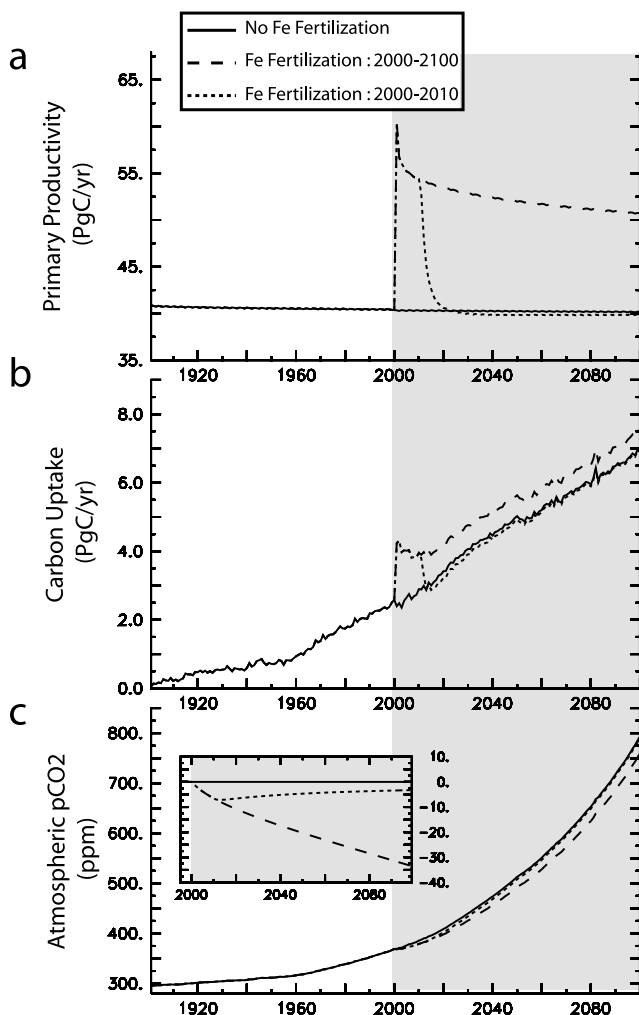 No Fe Fertilization
Fe Fertilization : 2000-2100
Fe Fertilization : 2000-2010
a
Primary Productivity
(PgC/yr)
65.
55.
45.
35.
1920 1960 2000 2040 2080
b
Carbon Uptake
(PgC/yr)
8.0
6.0
4.0
2.0
0.0
1920 1960 2000 2040 2080
c
Atmospheric pCO2
(ppm)
800.
700.
600.
500.
400.
300.
10.
0.
-10.
-20.
-30.
-40.
2000 2040 2080
1920 1960 2000 2040 2080